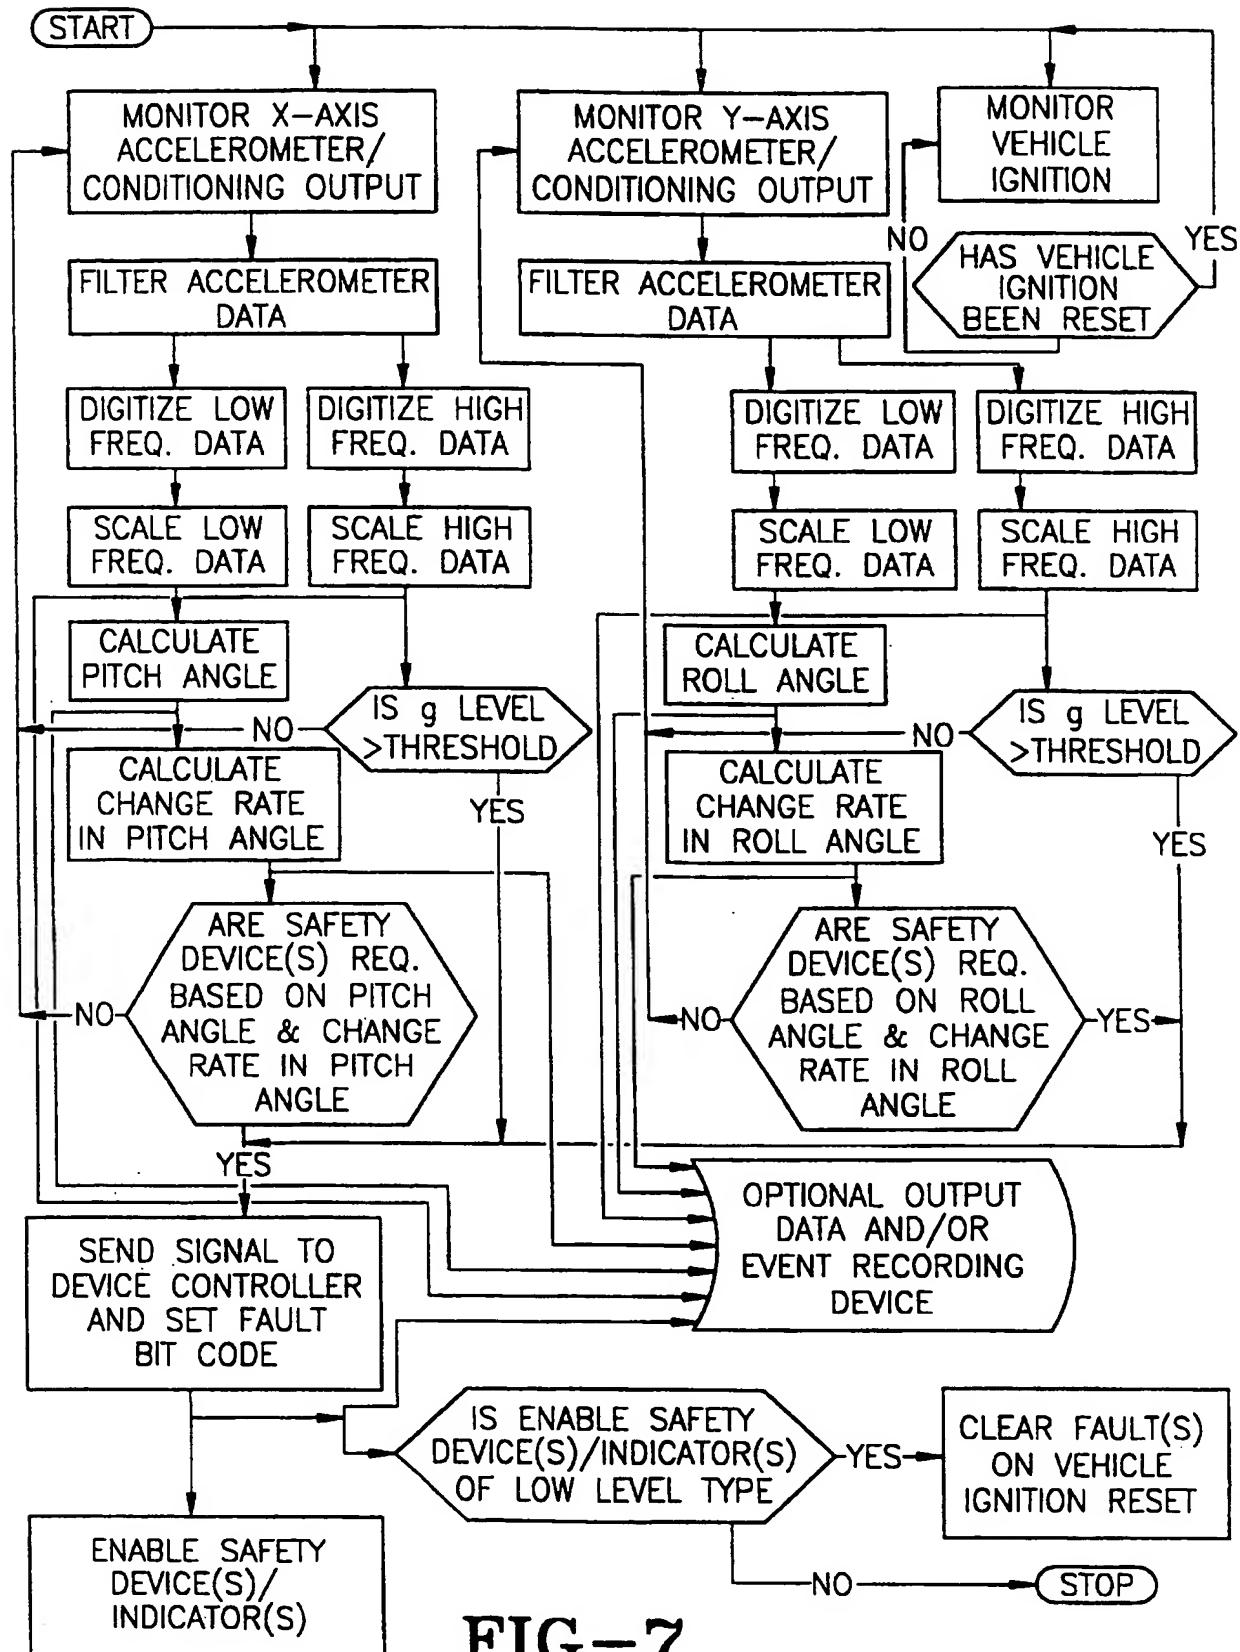 START
MONITOR X-AXIS
ACCELEROMETER/
CONDITIONING OUTPUT
MONITOR Y-AXIS
ACCELEROMETER/
CONDITIONING OUTPUT
MONITOR
VEHICLE
IGNITION
NO
YES
HAS VEHICLE
IGNITION
BEEN RESET
FILTER ACCELEROMETER
DATA
FILTER ACCELEROMETER
DATA
DIGITIZE LOW
FREQ. DATA
DIGITIZE HIGH
FREQ. DATA
DIGITIZE LOW
FREQ. DATA
DIGITIZE HIGH
FREQ. DATA
SCALE LOW
FREQ. DATA
SCALE HIGH
FREQ. DATA
SCALE LOW
FREQ. DATA
SCALE HIGH
FREQ. DATA
CALCULATE
PITCH ANGLE
CALCULATE
ROLL ANGLE
NO
IS g LEVEL
>THRESHOLD
NO
IS g LEVEL
>THRESHOLD
CALCULATE
CHANGE RATE
IN PITCH ANGLE
YES
CALCULATE
CHANGE RATE
IN ROLL ANGLE
YES
NO
ARE SAFETY
DEVICE(S) REQ.
BASED ON PITCH
ANGLE & CHANGE
RATE IN PITCH
ANGLE
NO
ARE SAFETY
DEVICE(S) REQ.
BASED ON ROLL
ANGLE & CHANGE
RATE IN ROLL
ANGLE
YES
YES
SEND SIGNAL TO
DEVICE CONTROLLER
AND SET FAULT
BIT CODE
OPTIONAL OUTPUT
DATA AND/OR
EVENT RECORDING
DEVICE
IS ENABLE SAFETY
DEVICE(S)/INDICATOR(S)
OF LOW LEVEL TYPE
YES
CLEAR FAULT(S)
ON VEHICLE
IGNITION RESET
ENABLE SAFETY
DEVICE(S)/
INDICATOR(S)
NO
STOP
FIG-7